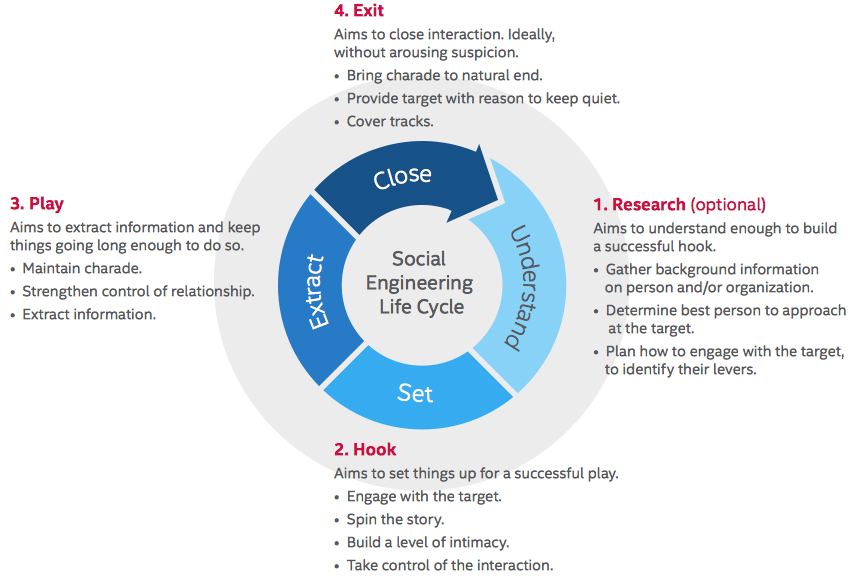 4. Exit
Aims to close interaction. Ideally,
without arousing suspicion.
• Bring charade to natural end.
• Provide target with reason to keep quiet.
• Cover tracks.
Close
3. Play
Aims to extract information and keep
things going long enough to do so.
• Maintain charade.
• Strengthen control of relationship.
• Extract information.
Extract
Social
Engineering
Life Cycle
Understand
1. Research (optional)
Aims to understand enough to build
a successful hook.
• Gather background information
on person and/or organization.
• Determine best person to approach
at the target.
• Plan how to engage with the target,
to identify their levers.
Set
2. Hook
Aims to set things up for a successful play.
• Engage with the target.
• Spin the story.
• Build a level of intimacy.
• Take control of the interaction.